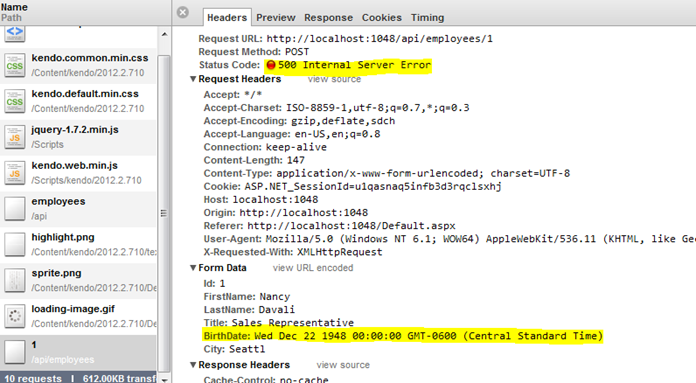 Name
Path
Headers Preview Response Cookies Timing
/Content/kendo
kendo.common.min.css
/Content/kendo/2012.2.710
kendo.default.min.css
/Content/kendo/2012.2.710
jquery-1.7.2.min.js
/Scripts
kendo.web.min.js
/Scripts/kendo/2012.2.710
employees
/api
highlight.png
/Content/kendo/2012.2.710/te
sprite.png
/Content/kendo/2012.2.710/De
loading-image.gif
/Content/kendo/2012.2.710/De
1
/api/employees
10 requests | 612.00KB transf
Request URL: http://localhost:1048/api/employees/1
Request Method: POST
Status Code: 500 Internal Server Error
Request Headers view source
Accept: */*
Accept-Charset: ISO-8859-1,utf-8;q=0.7,*;q=0.3
Accept-Encoding: gzip,deflate,sdch
Accept-Language: en-US,en;q=0.8
Connection: keep-alive
Content-Length: 147
Content-Type: application/x-www-form-urlencoded; charset=UTF-8
Cookie: ASP.NET_SessionId=ulqasnaq5infb3d3rqclsxhj
Host: localhost:1048
Origin: http://localhost:1048
Referer: http://localhost:1048/Default.aspx
User-Agent: Mozilla/5.0 (Windows NT 6.1; WOW64) AppleWebKit/536.11 (KHTML, like Gec
X-Requested-With: XMLHttpRequest
Form Data view URL encoded
Id: 1
FirstName: Nancy
LastName: Davali
Title: Sales Representative
BirthDate: Wed Dec 22 1948 00:00:00 GMT-0600 (Central Standard Time)
City: Seattl
Response Headers view source
Cache-Control: no-cache